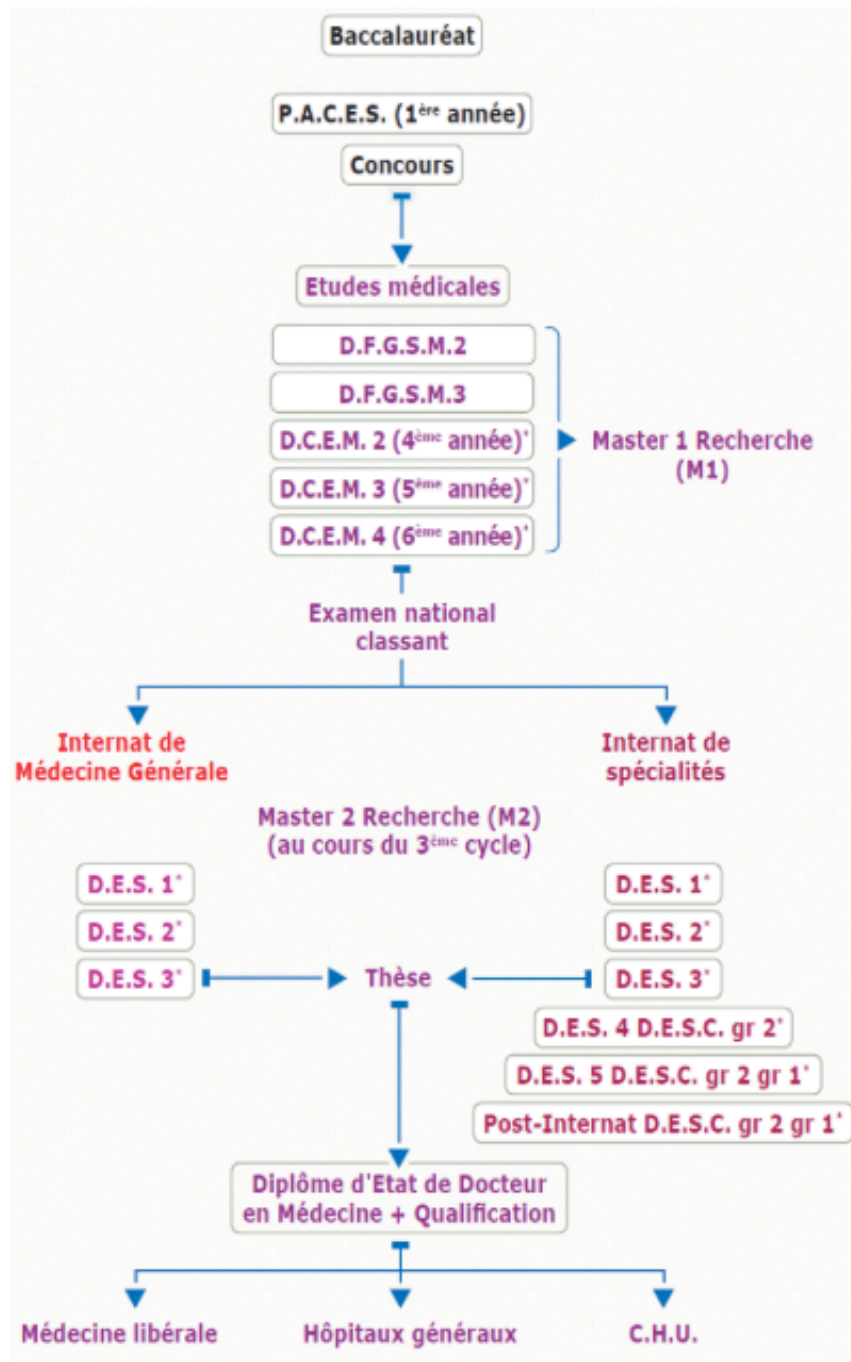 Baccalauréat
P.A.C.E.S. (1ère année)
Concours
Etudes médicales
D.F.G.S.M.2
D.F.G.S.M.3
D.C.E.M. 2 (4ème année)*
D.C.E.M. 3 (5ème année)*
D.C.E.M. 4 (6ème année)*
Master 1 Recherche
(M1)
Examen national
classant
Internat de
Médecine Générale
Internat de
spécialités
Master 2 Recherche (M2)
(au cours du 3ème cycle)
D.E.S. 1*
D.E.S. 2*
D.E.S. 3*
Thèse
D.E.S. 1*
D.E.S. 2*
D.E.S. 3*
D.E.S. 4 D.E.S.C. gr 2*
D.E.S. 5 D.E.S.C. gr 2 gr 1*
Post-Internat D.E.S.C. gr 2 gr 1*
Diplôme d'Etat de Docteur
en Médecine + Qualification
Médecine libérale
Hôpitaux généraux
C.H.U.